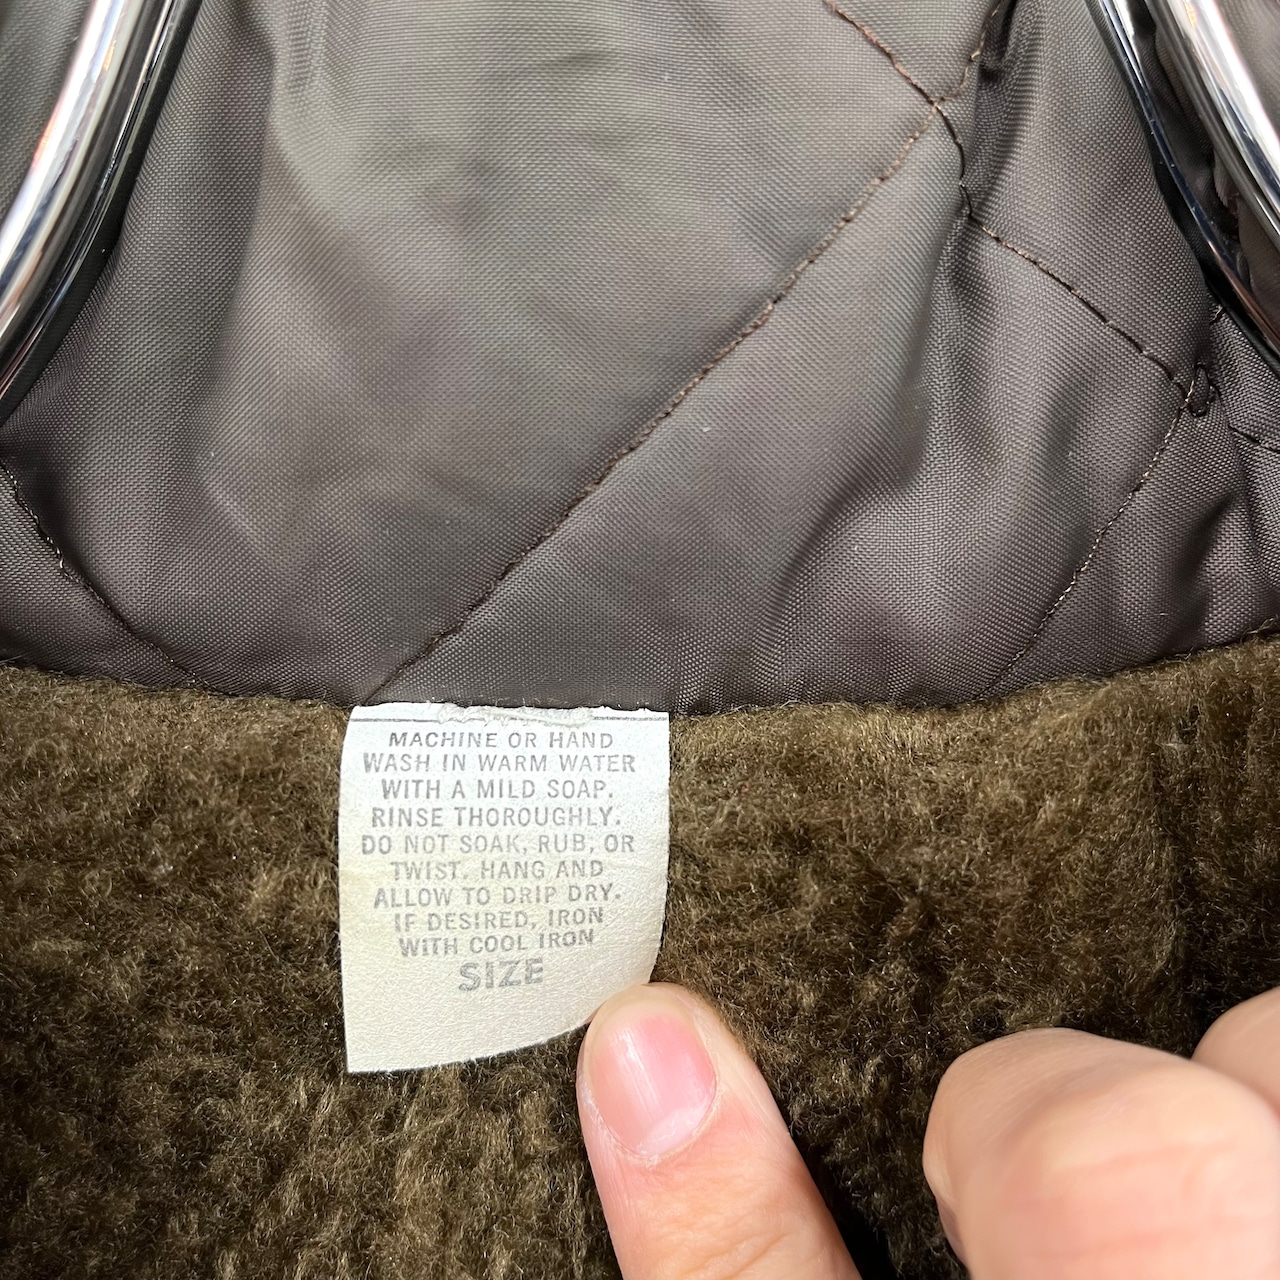 MACHINE OR HAND
WASH IN WARM WATER
WITH A MILD SOAP.
RINSE THOROUGHLY.
DO NOT SOAK, RUB, OR
TWIST. HANG AND
ALLOW TO DRIP DRY.
IF DESIRED, IRON
WITH COOL IRON
SIZE